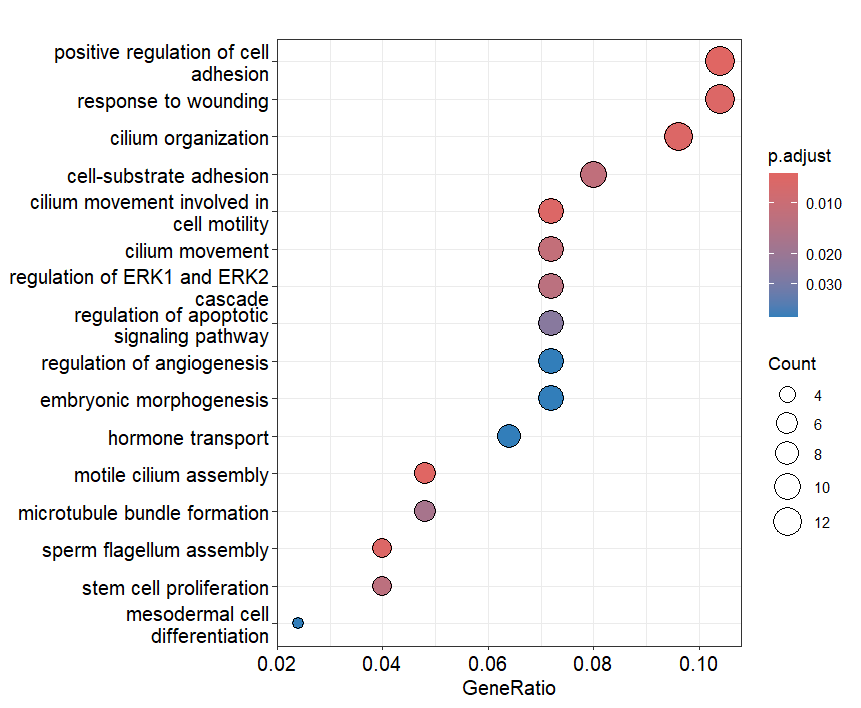 positive regulation of cell
adhesion
response to wounding
cilium organization
cell-substrate adhesion
cilium movement involved in
cell motility
cilium movement
regulation of ERK1 and ERK2
cascade
regulation of apoptotic
signaling pathway
regulation of angiogenesis
embryonic morphogenesis
hormone transport
motile cilium assembly
microtubule bundle formation
sperm flagellum assembly
stem cell proliferation
mesodermal cell
differentiation
0.02 0.04 0.06 0.08 0.10
GeneRatio
p.adjust
0.010
0.020
0.030
Count
4
6
8
10
12